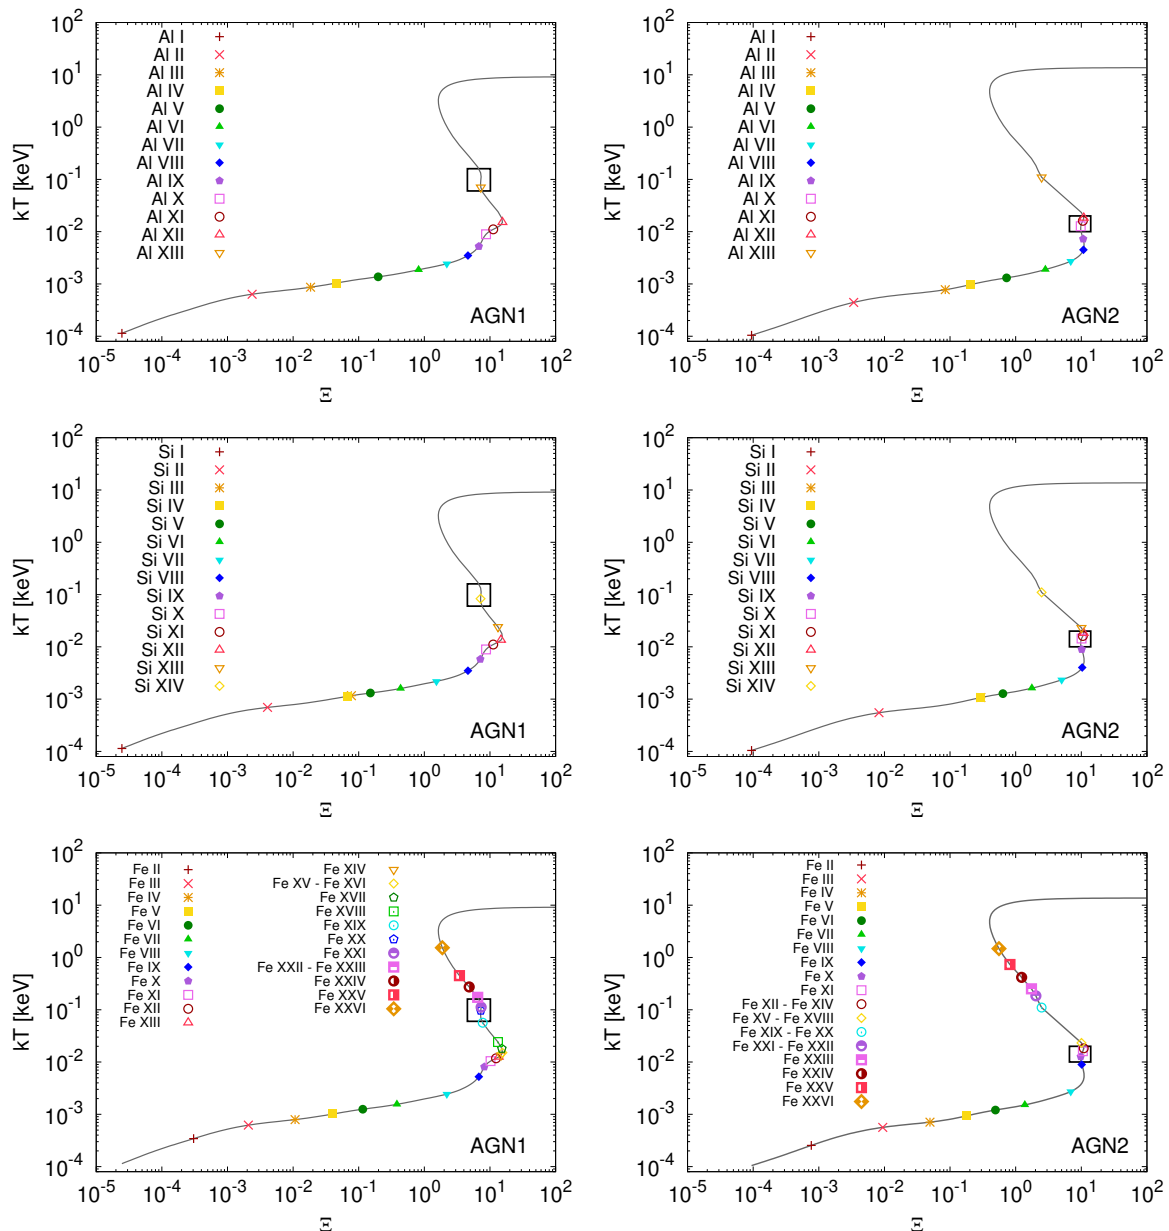 10^2
10^1
10^0
10^-1
10^-2
10^-3
10^-4
kT [keV]
Al I
Al II
Al III
Al IV
Al V
Al VI
Al VII
Al VIII
Al IX
Al X
Al XI
Al XII
Al XIII
AGN1
10^-5 10^-4 10^-3 10^-2 10^-1 10^0 10^1 10^2
Ξ
10^2
10^1
10^0
10^-1
10^-2
10^-3
10^-4
kT [keV]
Al I
Al II
Al III
Al IV
Al V
Al VI
Al VII
Al VIII
Al IX
Al X
Al XI
Al XII
Al XIII
AGN2
10^-5 10^-4 10^-3 10^-2 10^-1 10^0 10^1 10^2
Ξ
10^2
10^1
10^0
10^-1
10^-2
10^-3
10^-4
kT [keV]
Si I
Si II
Si III
Si IV
Si V
Si VI
Si VII
Si VIII
Si IX
Si X
Si XI
Si XII
Si XIII
Si XIV
AGN1
10^-5 10^-4 10^-3 10^-2 10^-1 10^0 10^1 10^2
Ξ
10^2
10^1
10^0
10^-1
10^-2
10^-3
10^-4
kT [keV]
Si I
Si II
Si III
Si IV
Si V
Si VI
Si VII
Si VIII
Si IX
Si X
Si XI
Si XII
Si XIII
Si XIV
AGN2
10^-5 10^-4 10^-3 10^-2 10^-1 10^0 10^1 10^2
Ξ
10^2
10^1
10^0
10^-1
10^-2
10^-3
10^-4
kT [keV]
Fe II
Fe III
Fe IV
Fe V
Fe VI
Fe VII
Fe VIII
Fe IX
Fe X
Fe XI
Fe XII
Fe XIII
Fe XIV
Fe XV - Fe XVI
Fe XVII
Fe XVIII
Fe XIX
Fe XX
Fe XXI
Fe XXII - Fe XXIII
Fe XXIV
Fe XXV
Fe XXVI
AGN1
10^-5 10^-4 10^-3 10^-2 10^-1 10^0 10^1 10^2
Ξ
10^2
10^1
10^0
10^-1
10^-2
10^-3
10^-4
kT [keV]
Fe II
Fe III
Fe IV
Fe V
Fe VI
Fe VII
Fe VIII
Fe IX
Fe X
Fe XI
Fe XII - Fe XIV
Fe XV - Fe XVIII
Fe XIX - Fe XX
Fe XXI - Fe XXII
Fe XXIII
Fe XXIV
Fe XXV
Fe XXVI
AGN2
10^-5 10^-4 10^-3 10^-2 10^-1 10^0 10^1 10^2
Ξ